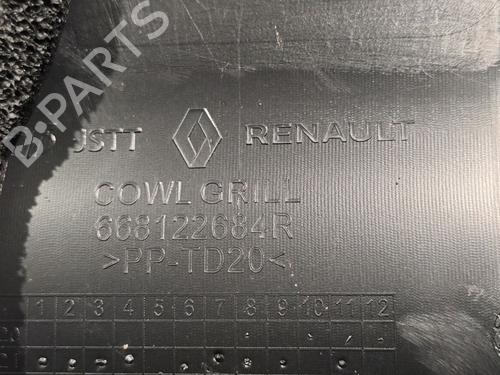 B·PARTS
JSTT RENAULT
COWL GRILL
668122684R
>PP-TD20<
1 2 3 4 5 6 7 8 9 10 11 12